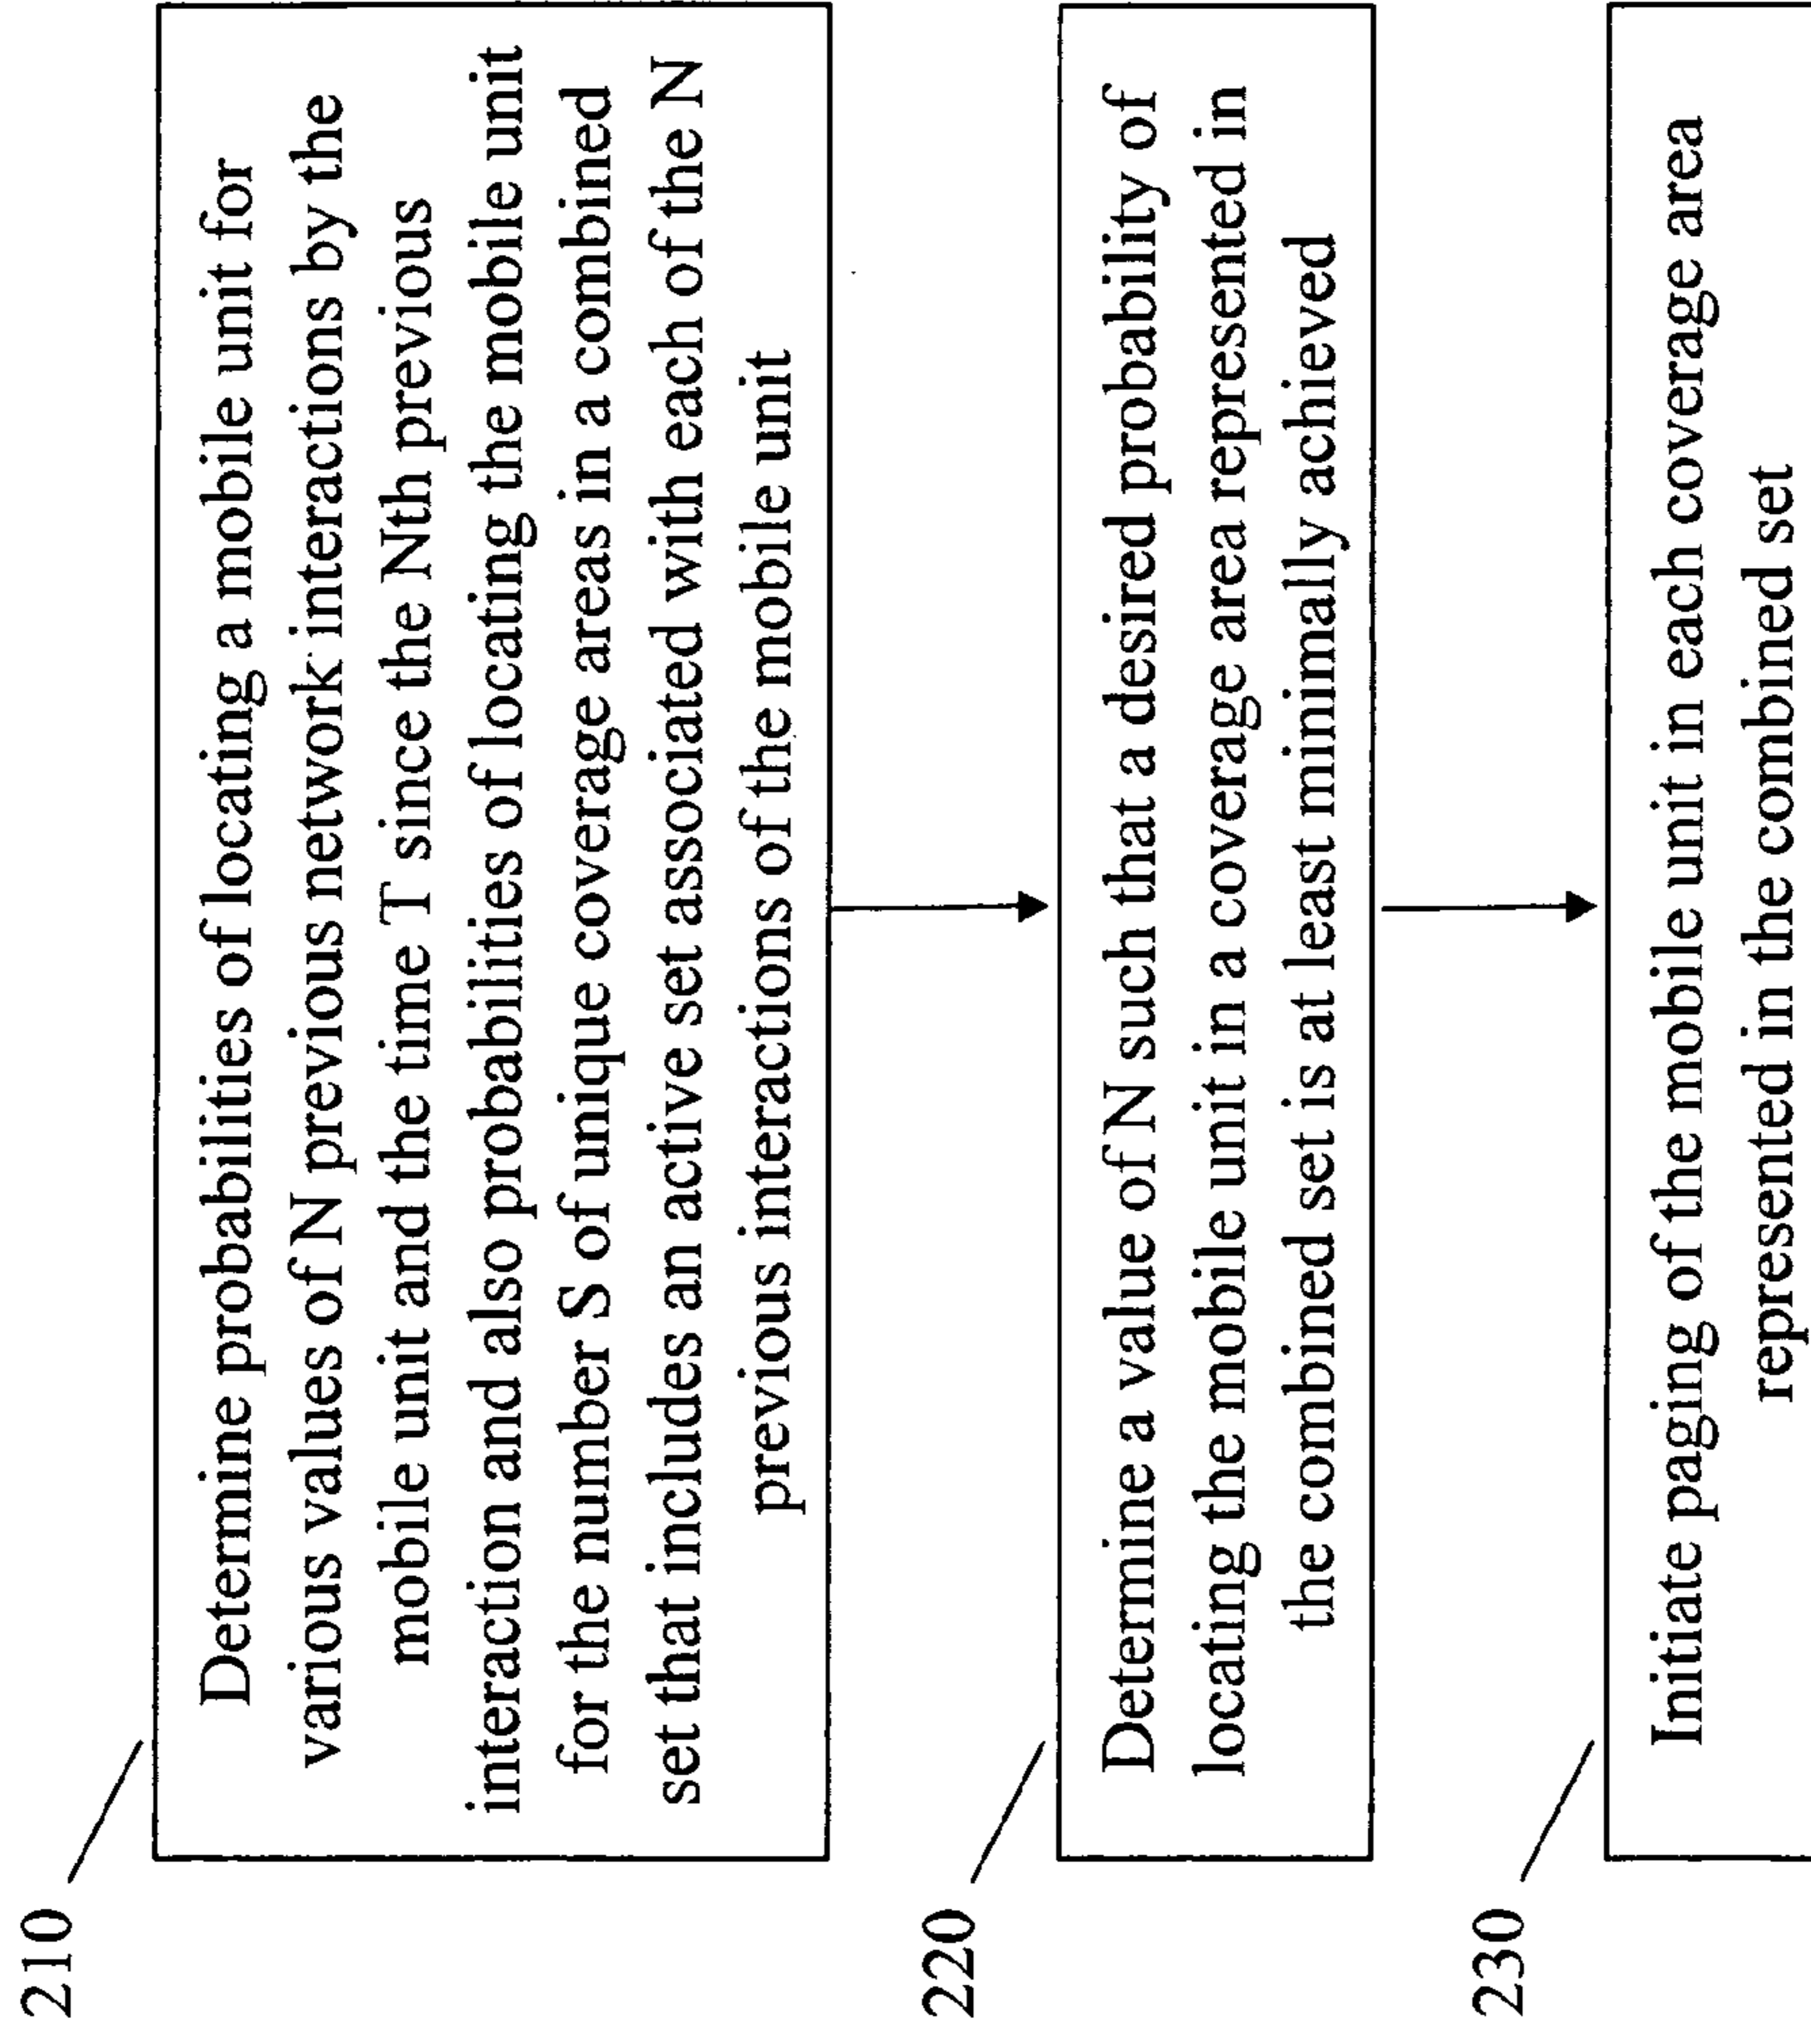 210
Determine probabilities of locating a mobile unit for
various values of N previous network interactions by the
mobile unit and the time T since the Nth previous
interaction and also probabilities of locating the mobile unit
for the number S of unique coverage areas in a combined
set that includes an active set associated with each of the N
previous interactions of the mobile unit
220
Determine a value of N such that a desired probability of
locating the mobile unit in a coverage area represented in
the combined set is at least minimally achieved
230
Initiate paging of the mobile unit in each coverage area
represented in the combined set